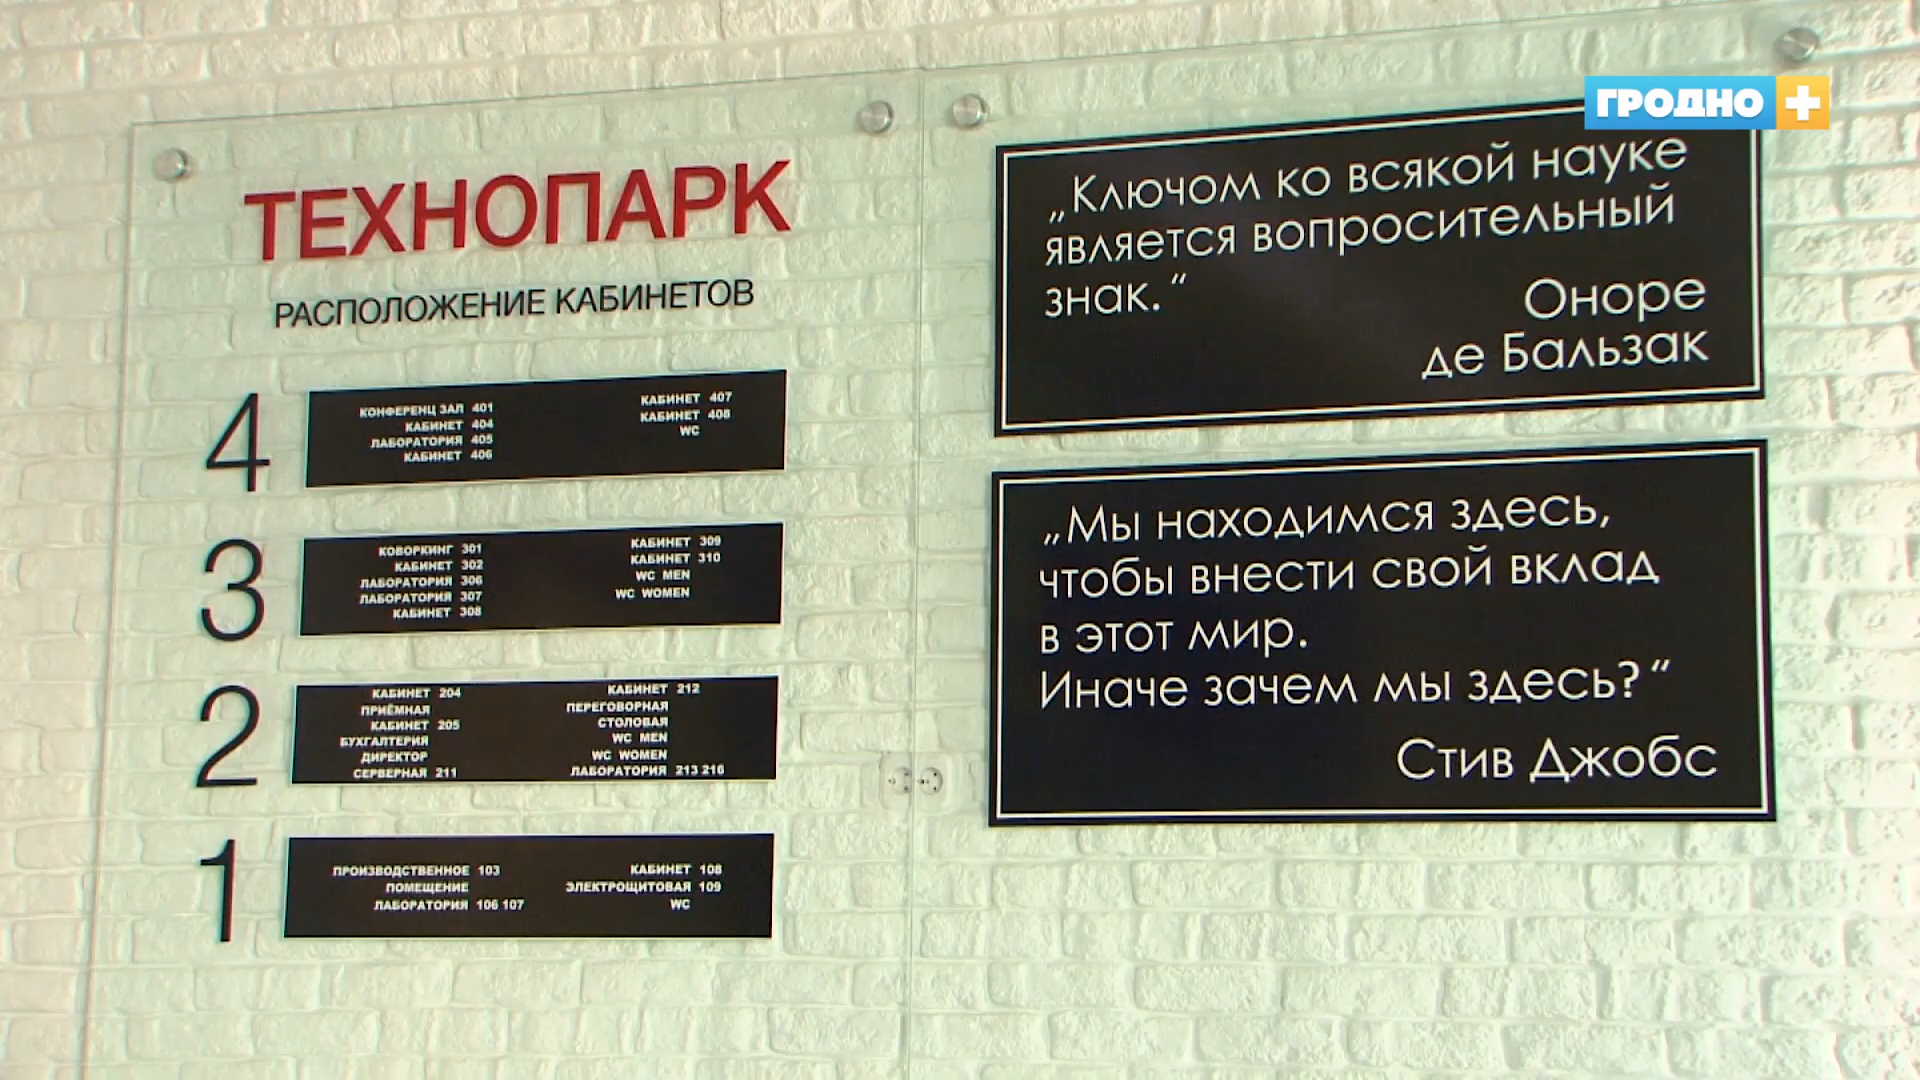 ГРОДНО +
ТЕХНОПАРК
РАСПОЛОЖЕНИЕ КАБИНЕТОВ
4
КОНФЕРЕНЦ ЗАЛ 401
КАБИНЕТ 404
ЛАБОРАТОРИЯ 405
КАБИНЕТ 406
КАБИНЕТ 407
КАБИНЕТ 408
WC
3
КОВОРКИНГ 301
КАБИНЕТ 302
ЛАБОРАТОРИЯ 306
ЛАБОРАТОРИЯ 307
КАБИНЕТ 308
КАБИНЕТ 309
КАБИНЕТ 310
WC MEN
WC WOMEN
2
КАБИНЕТ 204
ПРИЁМНАЯ
КАБИНЕТ 205
БУХГАЛТЕРИЯ
ДИРЕКТОР
СЕРВЕРНАЯ 211
КАБИНЕТ 212
ПЕРЕГОВОРНАЯ
СТОЛОВАЯ
WC MEN
WC WOMEN
ЛАБОРАТОРИЯ 213 216
1
ПРОИЗВОДСТВЕННОЕ 103
ПОМЕЩЕНИЕ
ЛАБОРАТОРИЯ 106 107
КАБИНЕТ 108
ЭЛЕКТРОЩИТОВАЯ 109
WC
„Ключом ко всякой науке
является вопросительный
знак.“
Оноре
де Бальзак
„Мы находимся здесь,
чтобы внести свой вклад
в этот мир.
Иначе зачем мы здесь?“
Стив Джобс